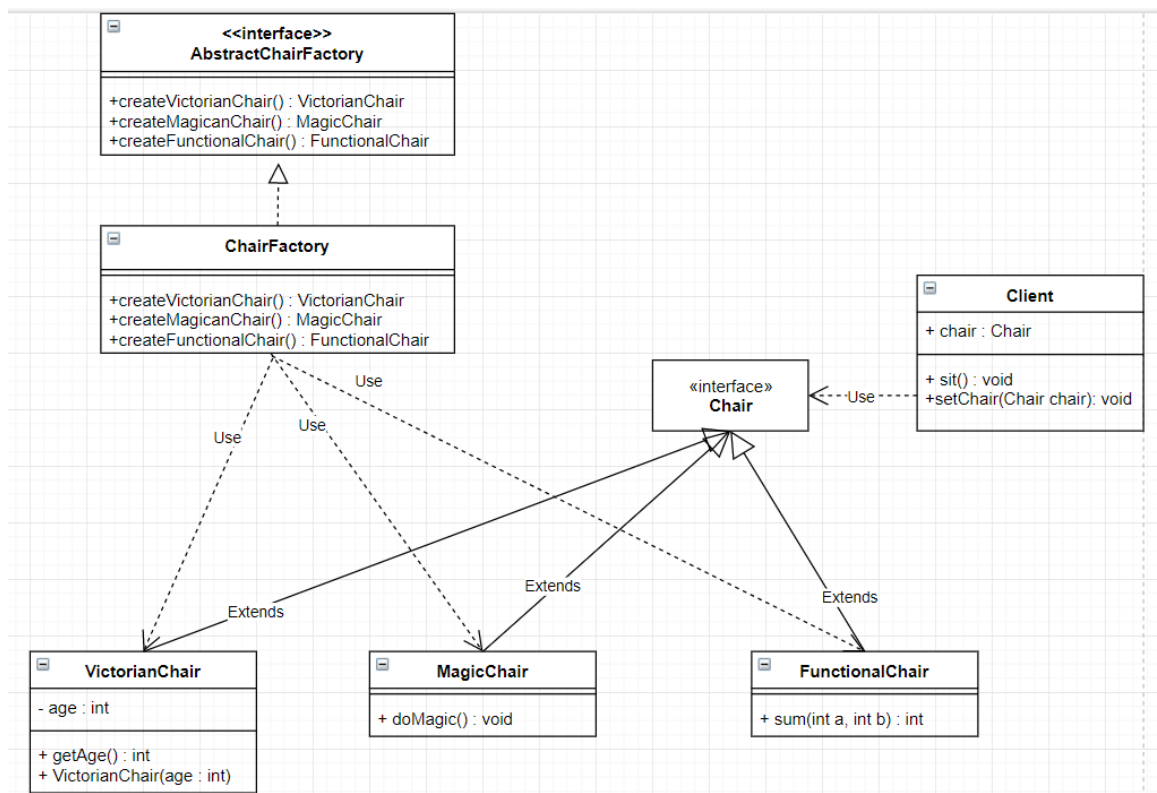 <<interface>>
AbstractChairFactory
+createVictorianChair() : VictorianChair
+createMagicanChair() : MagicChair
+createFunctionalChair() : FunctionalChair
ChairFactory
+createVictorianChair() : VictorianChair
+createMagicanChair() : MagicChair
+createFunctionalChair() : FunctionalChair
Client
+ chair : Chair
+ sit() : void
+setChair(Chair chair): void
«interface»
Chair
Use
Use
Use
Use
Extends
Extends
Extends
VictorianChair
- age : int
+ getAge() : int
+ VictorianChair(age : int)
MagicChair
+ doMagic() : void
FunctionalChair
+ sum(int a, int b) : int